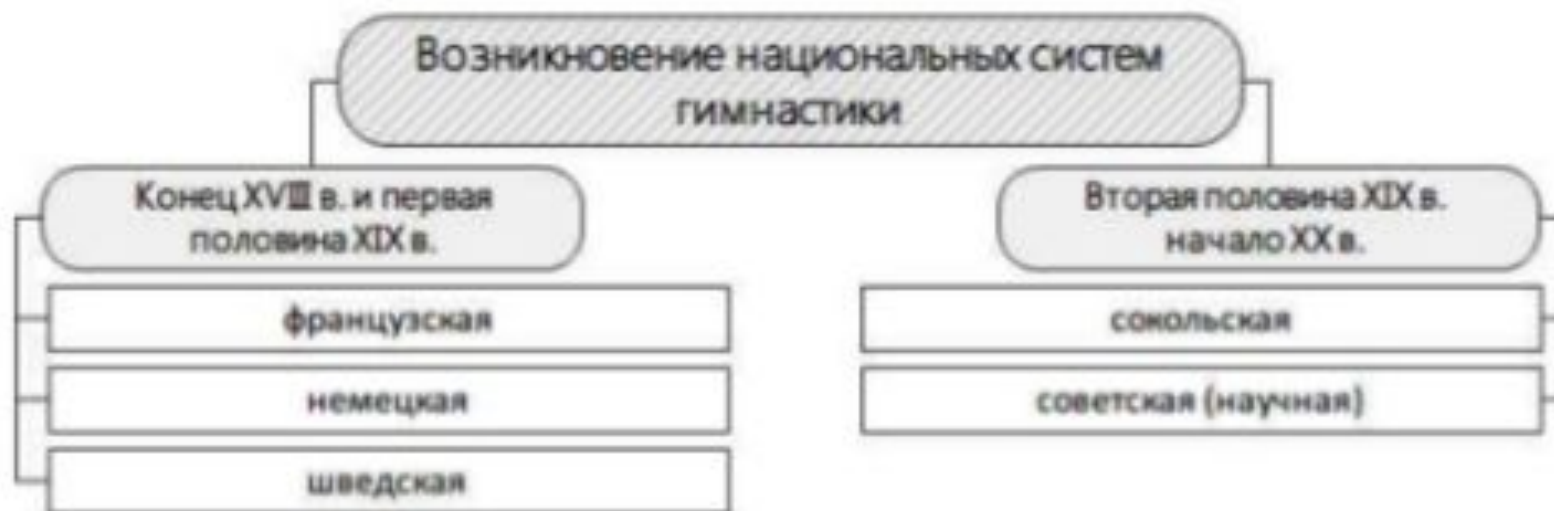 Возникновение национальных систем
гимнастики
Конец XVIII в. и первая
половина XIX в.
французская
немецкая
шведская
Вторая половина XIX в.
начало XX в.
сокольская
советская (научная)